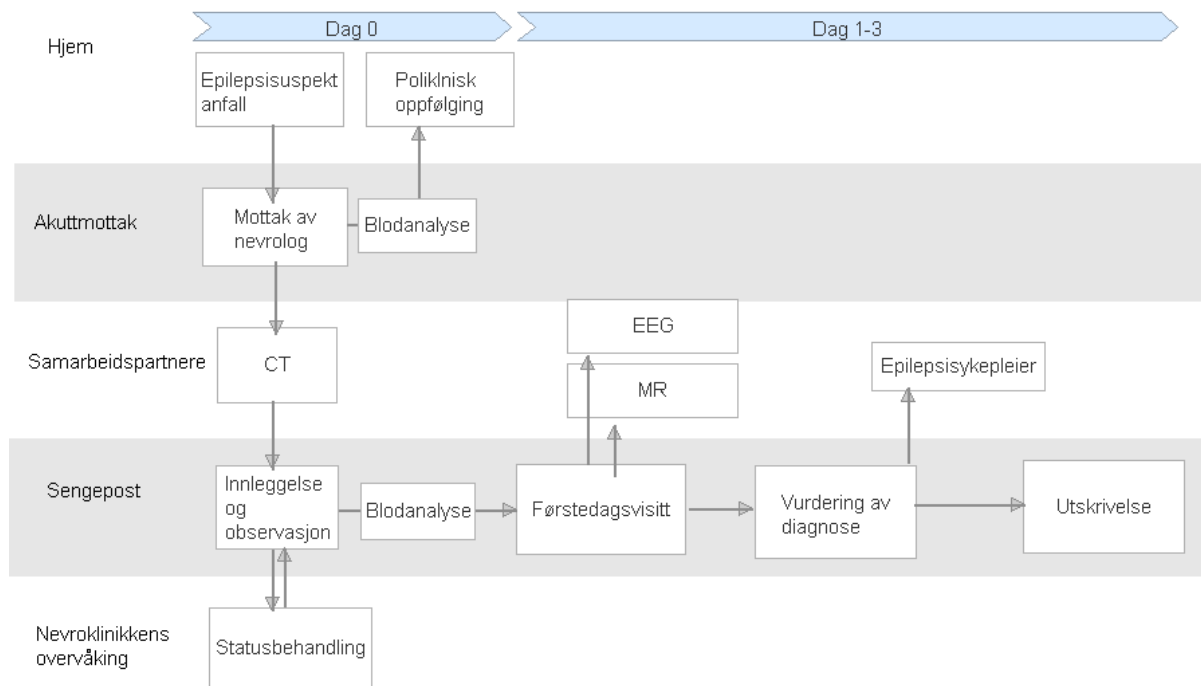 Dag 0
Dag 1-3
Hjem
Epilepsisuspekt
anfall
Poliklnisk
oppfølging
Akuttmottak
Mottak av
nevrolog
Blodanalyse
Samarbeidspartnere
CT
EEG
MR
Epilepsisykepleier
Sengepost
Innleggelse
og
observasjon
Blodanalyse
Førstedagsvisitt
Vurdering av
diagnose
Utskrivelse
Nevroklinikkens
overvåking
Statusbehandling